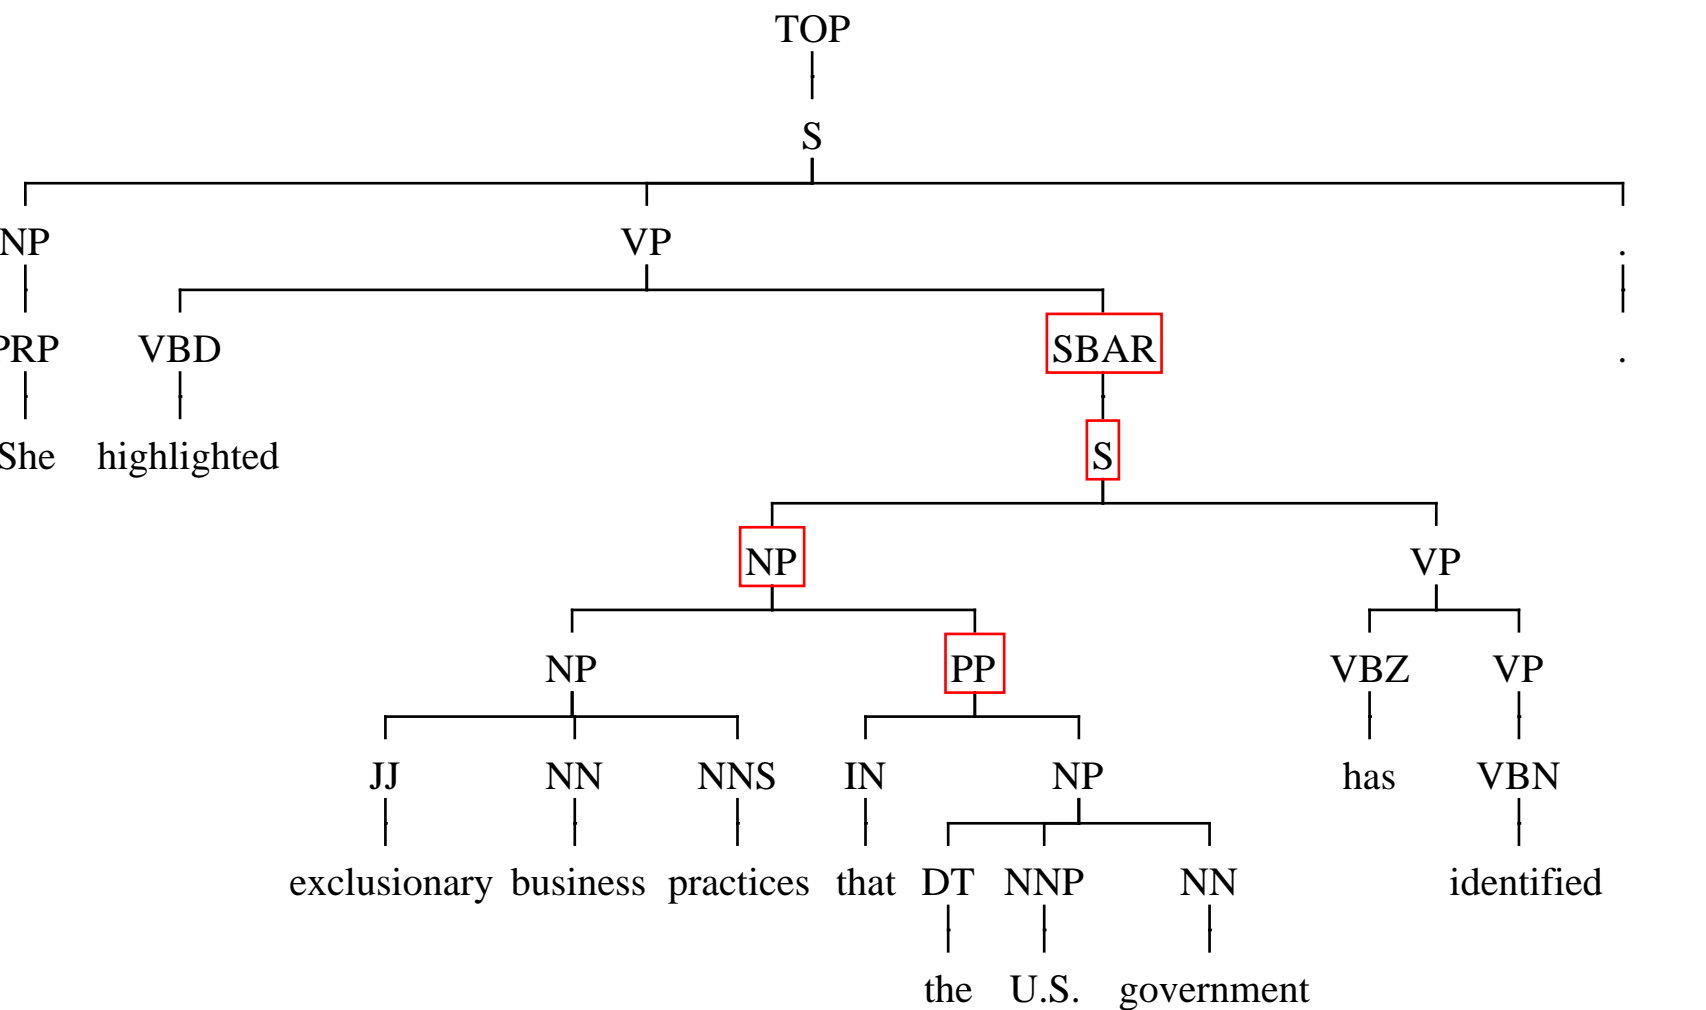 TOP
S
NP VP .
PRP VBD SBAR .
She highlighted S
NP VP
NP PP VBZ VP
JJ NN NNS IN NP has VBN
exclusionary business practices that DT NNP NN identified
the U.S. government